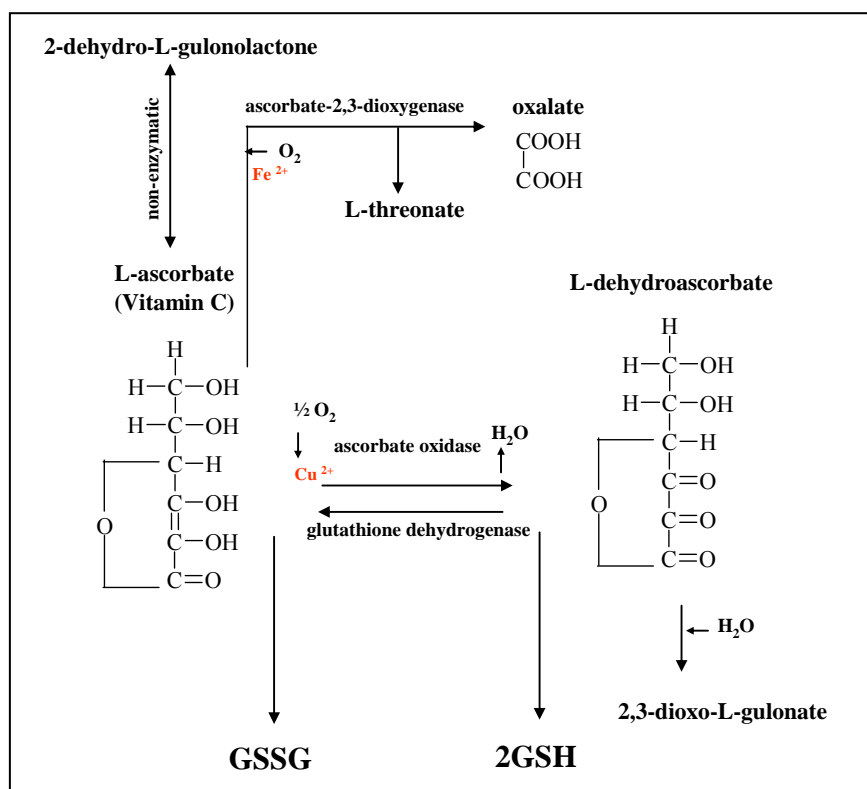 2-dehydro-L-gulonolactone
non-enzymatic
ascorbate-2,3-dioxygenase
O2
Fe 2+
oxalate
COOH
COOH
L-threonate
L-ascorbate
(Vitamin C)
H
H–C–OH
H–C–OH
C–H
C–OH
O
C–OH
C=O
½ O2
Cu 2+
ascorbate oxidase
H2O
glutathione dehydrogenase
L-dehydroascorbate
H
H–C–OH
H–C–OH
C–H
C=O
O
C=O
C=O
H2O
2,3-dioxo-L-gulonate
GSSG
2GSH